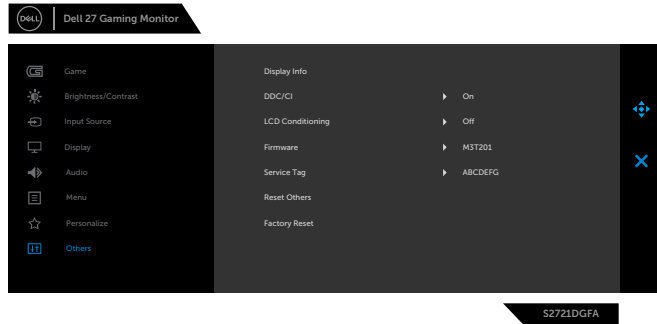 DELL
Dell 27 Gaming Monitor
Game
Brightness/Contrast
Input Source
Display
Audio
Menu
Personalize
Others
Display Info
DDC/CI On
LCD Conditioning Off
Firmware M3T201
Service Tag ABCDEFG
Reset Others
Factory Reset
S2721DGFA